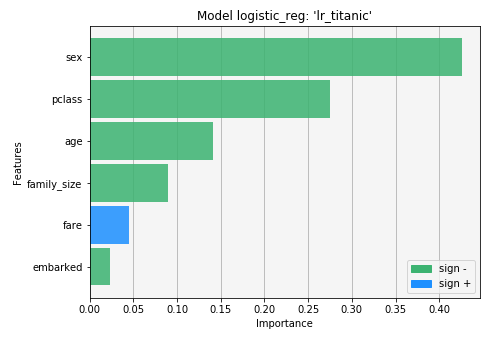 Model logistic_reg: 'lr_titanic'
Features
sex
pclass
age
family_size
fare
embarked
sign -
sign +
0.00 0.05 0.10 0.15 0.20 0.25 0.30 0.35 0.40
Importance